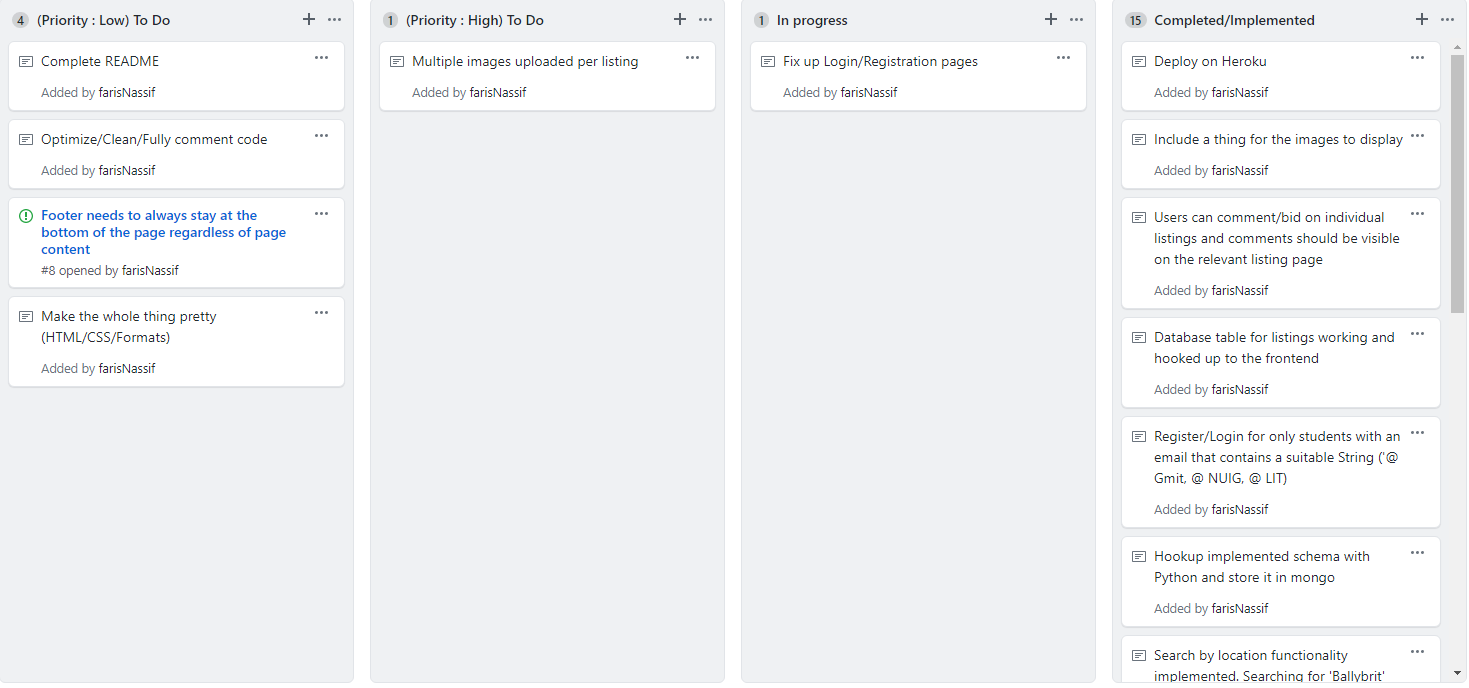 4 (Priority : Low) To Do
Complete README
Added by farisNassif
Optimize/Clean/Fully comment code
Added by farisNassif
Footer needs to always stay at the
bottom of the page regardless of page
content
#8 opened by farisNassif
Make the whole thing pretty
(HTML/CSS/Formats)
Added by farisNassif
1 (Priority : High) To Do
Multiple images uploaded per listing
Added by farisNassif
1 In progress
Fix up Login/Registration pages
Added by farisNassif
15 Completed/Implemented
Deploy on Heroku
Added by farisNassif
Include a thing for the images to display
Added by farisNassif
Users can comment/bid on individual
listings and comments should be visible
on the relevant listing page
Added by farisNassif
Database table for listings working and
hooked up to the frontend
Added by farisNassif
Register/Login for only students with an
email that contains a suitable String ('@
Gmit, @ NUIG, @ LIT)
Added by farisNassif
Hookup implemented schema with
Python and store it in mongo
Added by farisNassif
Search by location functionality
implemented. Searching for 'Ballybrit'